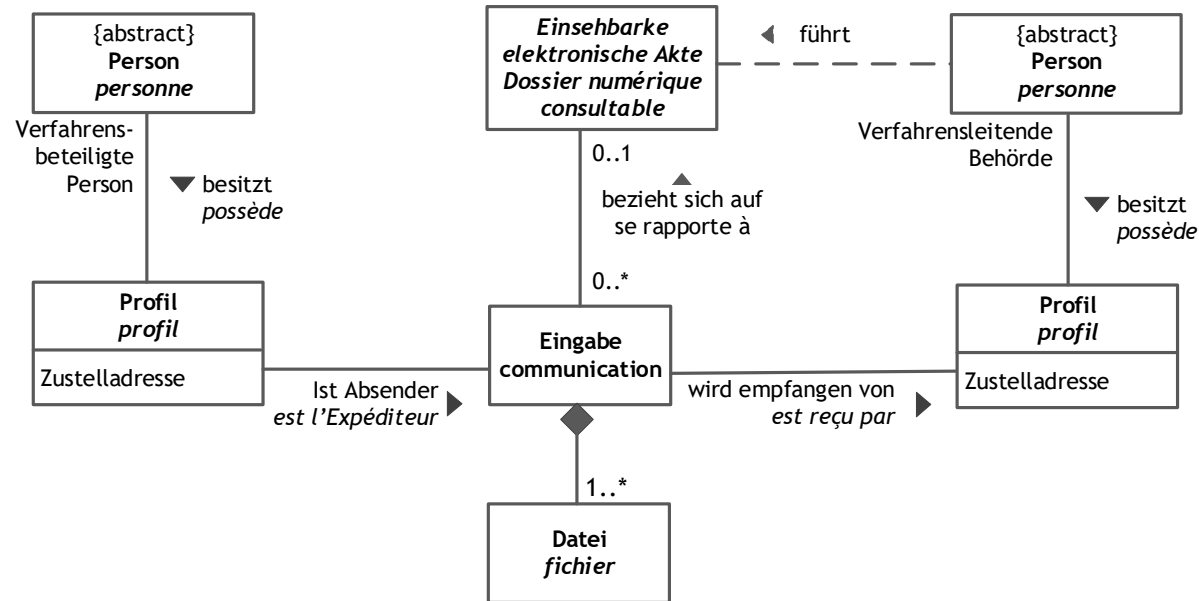 {abstract}
Person
personne
Einsehbarke
elektronische Akte
Dossier numérique
consultable
führt
{abstract}
Person
personne
Verfahrens-
beteiligte
Person
besitzt
possède
0..1
bezieht sich auf
se rapporte à
0..*
Verfahrensleitende
Behörde
besitzt
possède
Profil
profil
Zustelladresse
Ist Absender
est l'Expéditeur
Eingabe
communication
wird empfangen von
est reçu par
Profil
profil
Zustelladresse
1..*
Datei
fichier